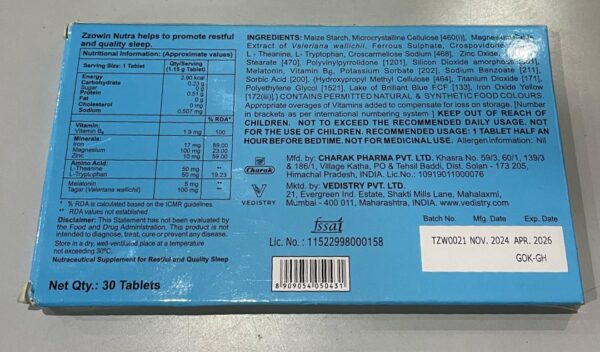 Zzowin Nutra helps to promote restful
and quality sleep.
Nutritional Information: (Approximate values)
Serving Size: 1 Tablet
Qty/Serving
(1.15 g Tablet)
Energy 2.90 kcal
Carbohydrate 0.23 g
Sugar 0 g
Protein 0.51 g
Fat 0 g
Cholesterol 0 mg
Sodium 0.507 mg
% RDA*
Vitamin:
Vitamin B6 1.9 mg 100
Minerals:
Iron 17 mg 89.00
Magnesium 100 mg 23.00
Zinc 10 mg 59.00
Amino Acid:
L-Theanine 50 mg **
L-Tryptophan 50 mg 19.23
Melatonin 5 mg **
Tagar (Valeriana wallichii) 100 mg **
* % RDA is calculated based on the ICMR guidelines.
** RDA values not established
Disclaimer: This Statement has not been evaluated by
the Food and Drug Administration. This product is not
intended to diagnose, treat, cure or prevent any disease.
Store in a dry, well-ventilated place at a temperature
not exceeding 30ºC.
Nutraceutical Supplement for Restful and Quality Sleep
Net Qty.: 30 Tablets
INGREDIENTS: Maize Starch, Microcrystalline Cellulose [460(i)],
Extract of Valeriana wallichii, Ferrous Sulphate, Crospovidone
L - Theanine, L - Tryptophan, Croscarmellose Sodium [468], Zinc Oxide,
Stearate [470], Polyvinylpyrrolidone [1201], Silicon Dioxide amorphous [551],
Melatonin, Vitamin B6, Potassium Sorbate [202], Sodium Benzoate [211],
Sorbic Acid [200], (Hydroxypropyl Methyl Cellulose [464], Titanium Dioxide [171],
Polyethylene Glycol [1521], Lake of Brilliant Blue FCF [133], Iron Oxide Yellow
[172(iii)].) CONTAINS PERMITTED NATURAL & SYNTHETIC FOOD COLOURS.
Appropriate overages of Vitamins added to compensate for loss on storage. [Number
in brackets as per international numbering system] KEEP OUT OF REACH OF
CHILDREN. NOT TO EXCEED THE RECOMMENDED DAILY USAGE. NOT
FOR THE USE OF CHILDREN. RECOMMENDED USAGE: 1 TABLET HALF AN
HOUR BEFORE BEDTIME. NOT FOR MEDICINAL USE. Allergen information: Nil
Charak
Mfd. by: CHARAK PHARMA PVT. LTD. Khasra No. 59/3, 60/1, 139/3
& 186/1, Village Katha, PO & Tehsil Baddi, Dist. Solan - 173 205,
Himachal Pradesh, INDIA. Lic.No.: 10919011000076
VEDISTRY
Mktd. by: VEDISTRY PVT. LTD.
21, Evergreen Ind. Estate, Shakti Mills Lane, Mahalaxmi,
Mumbai - 400 011, Maharashtra, INDIA. www.vedistry.com
fssai
Lic. No. : 11522998000158
8 909054 050431
Batch No. Mfg. Date Exp. Date
TZW0021 NOV. 2024 APR. 2026
GOK-GH